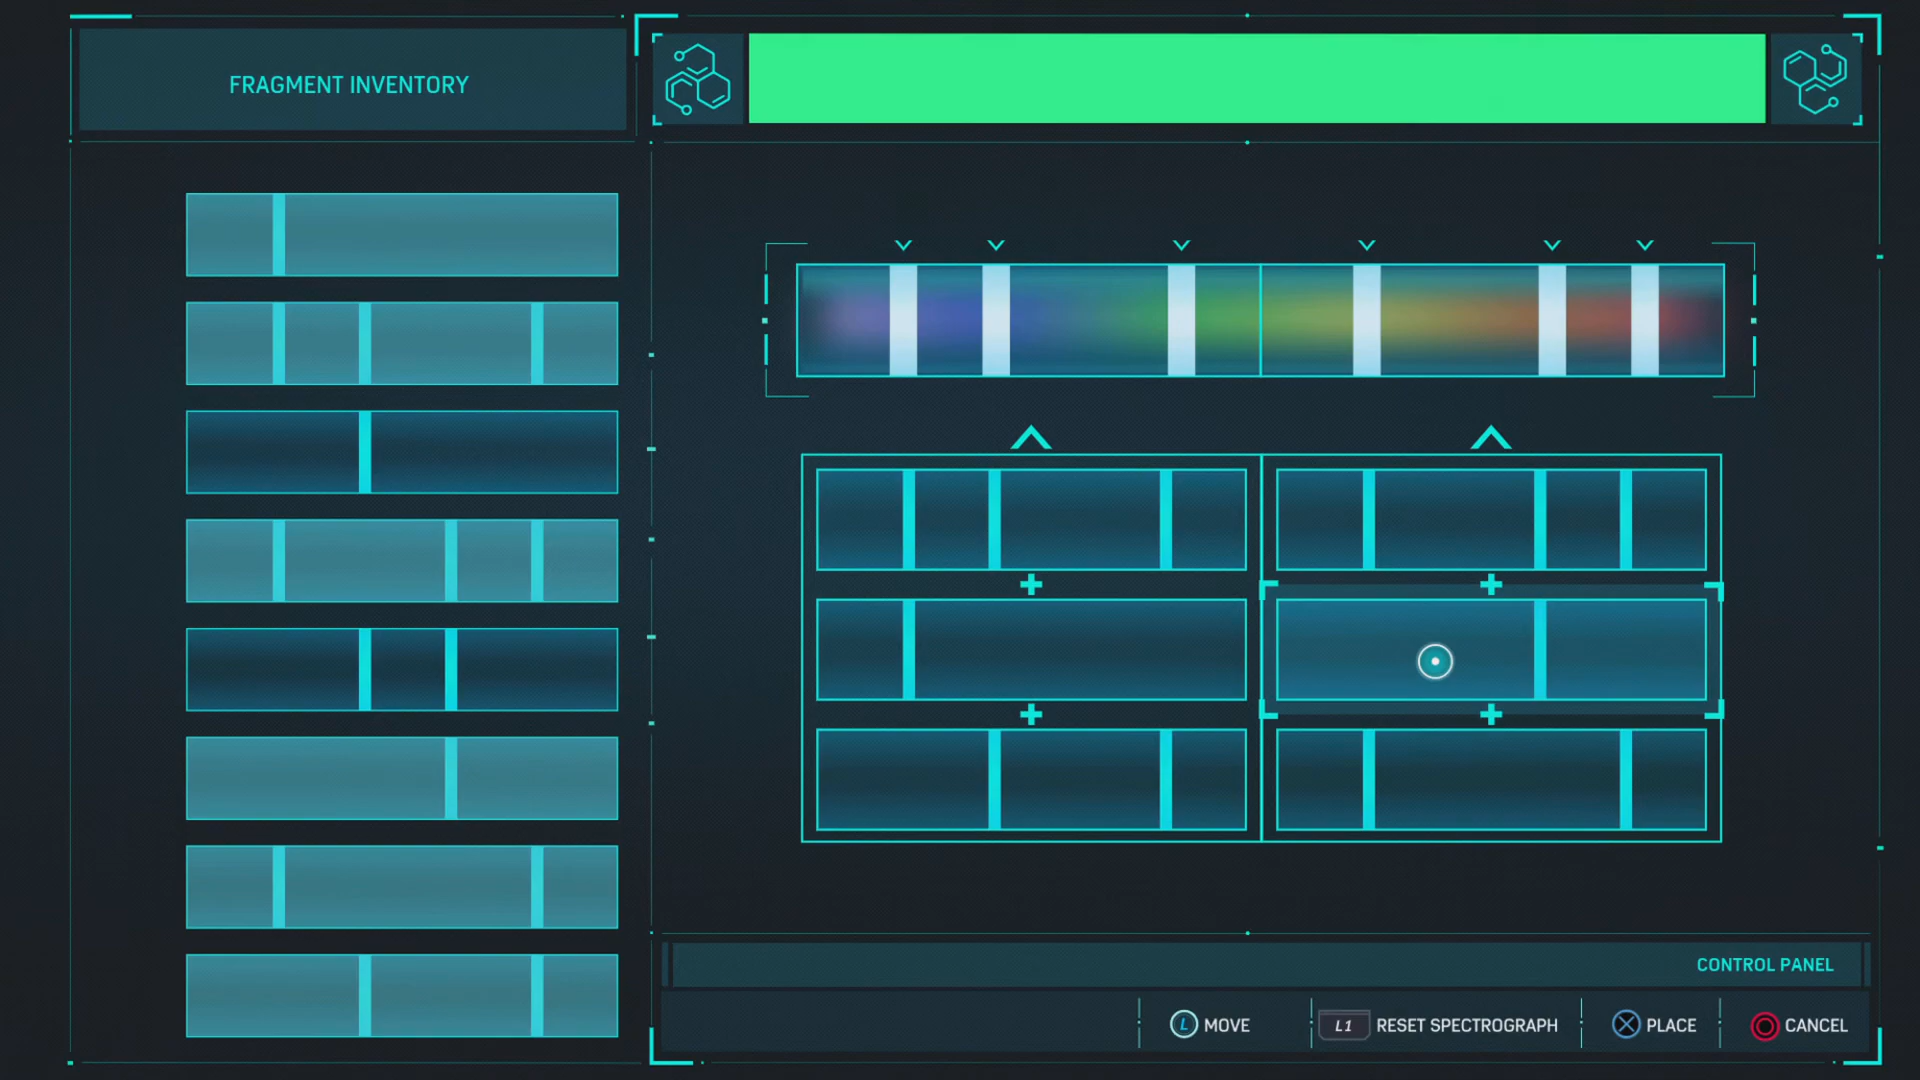 FRAGMENT INVENTORY
CONTROL PANEL
L MOVE
L1 RESET SPECTROGRAPH
PLACE
CANCEL